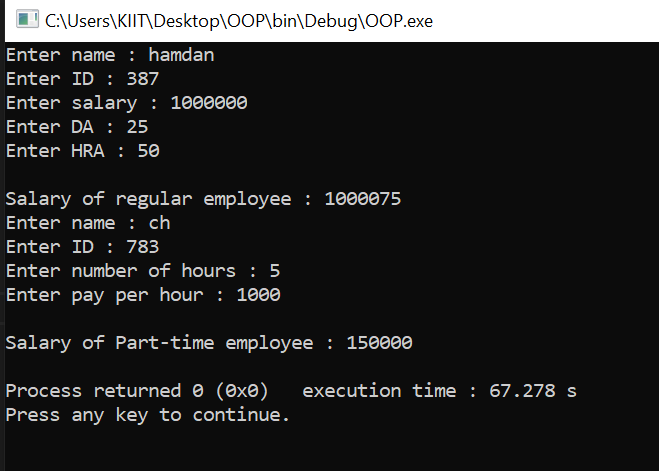 C:\Users\KIIT\Desktop\OOP\bin\Debug\OOP.exe
Enter name : hamdan
Enter ID : 387
Enter salary : 1000000
Enter DA : 25
Enter HRA : 50
Salary of regular employee : 1000075
Enter name : ch
Enter ID : 783
Enter number of hours : 5
Enter pay per hour : 1000
Salary of Part-time employee : 150000
Process returned 0 (0x0)   execution time : 67.278 s
Press any key to continue.